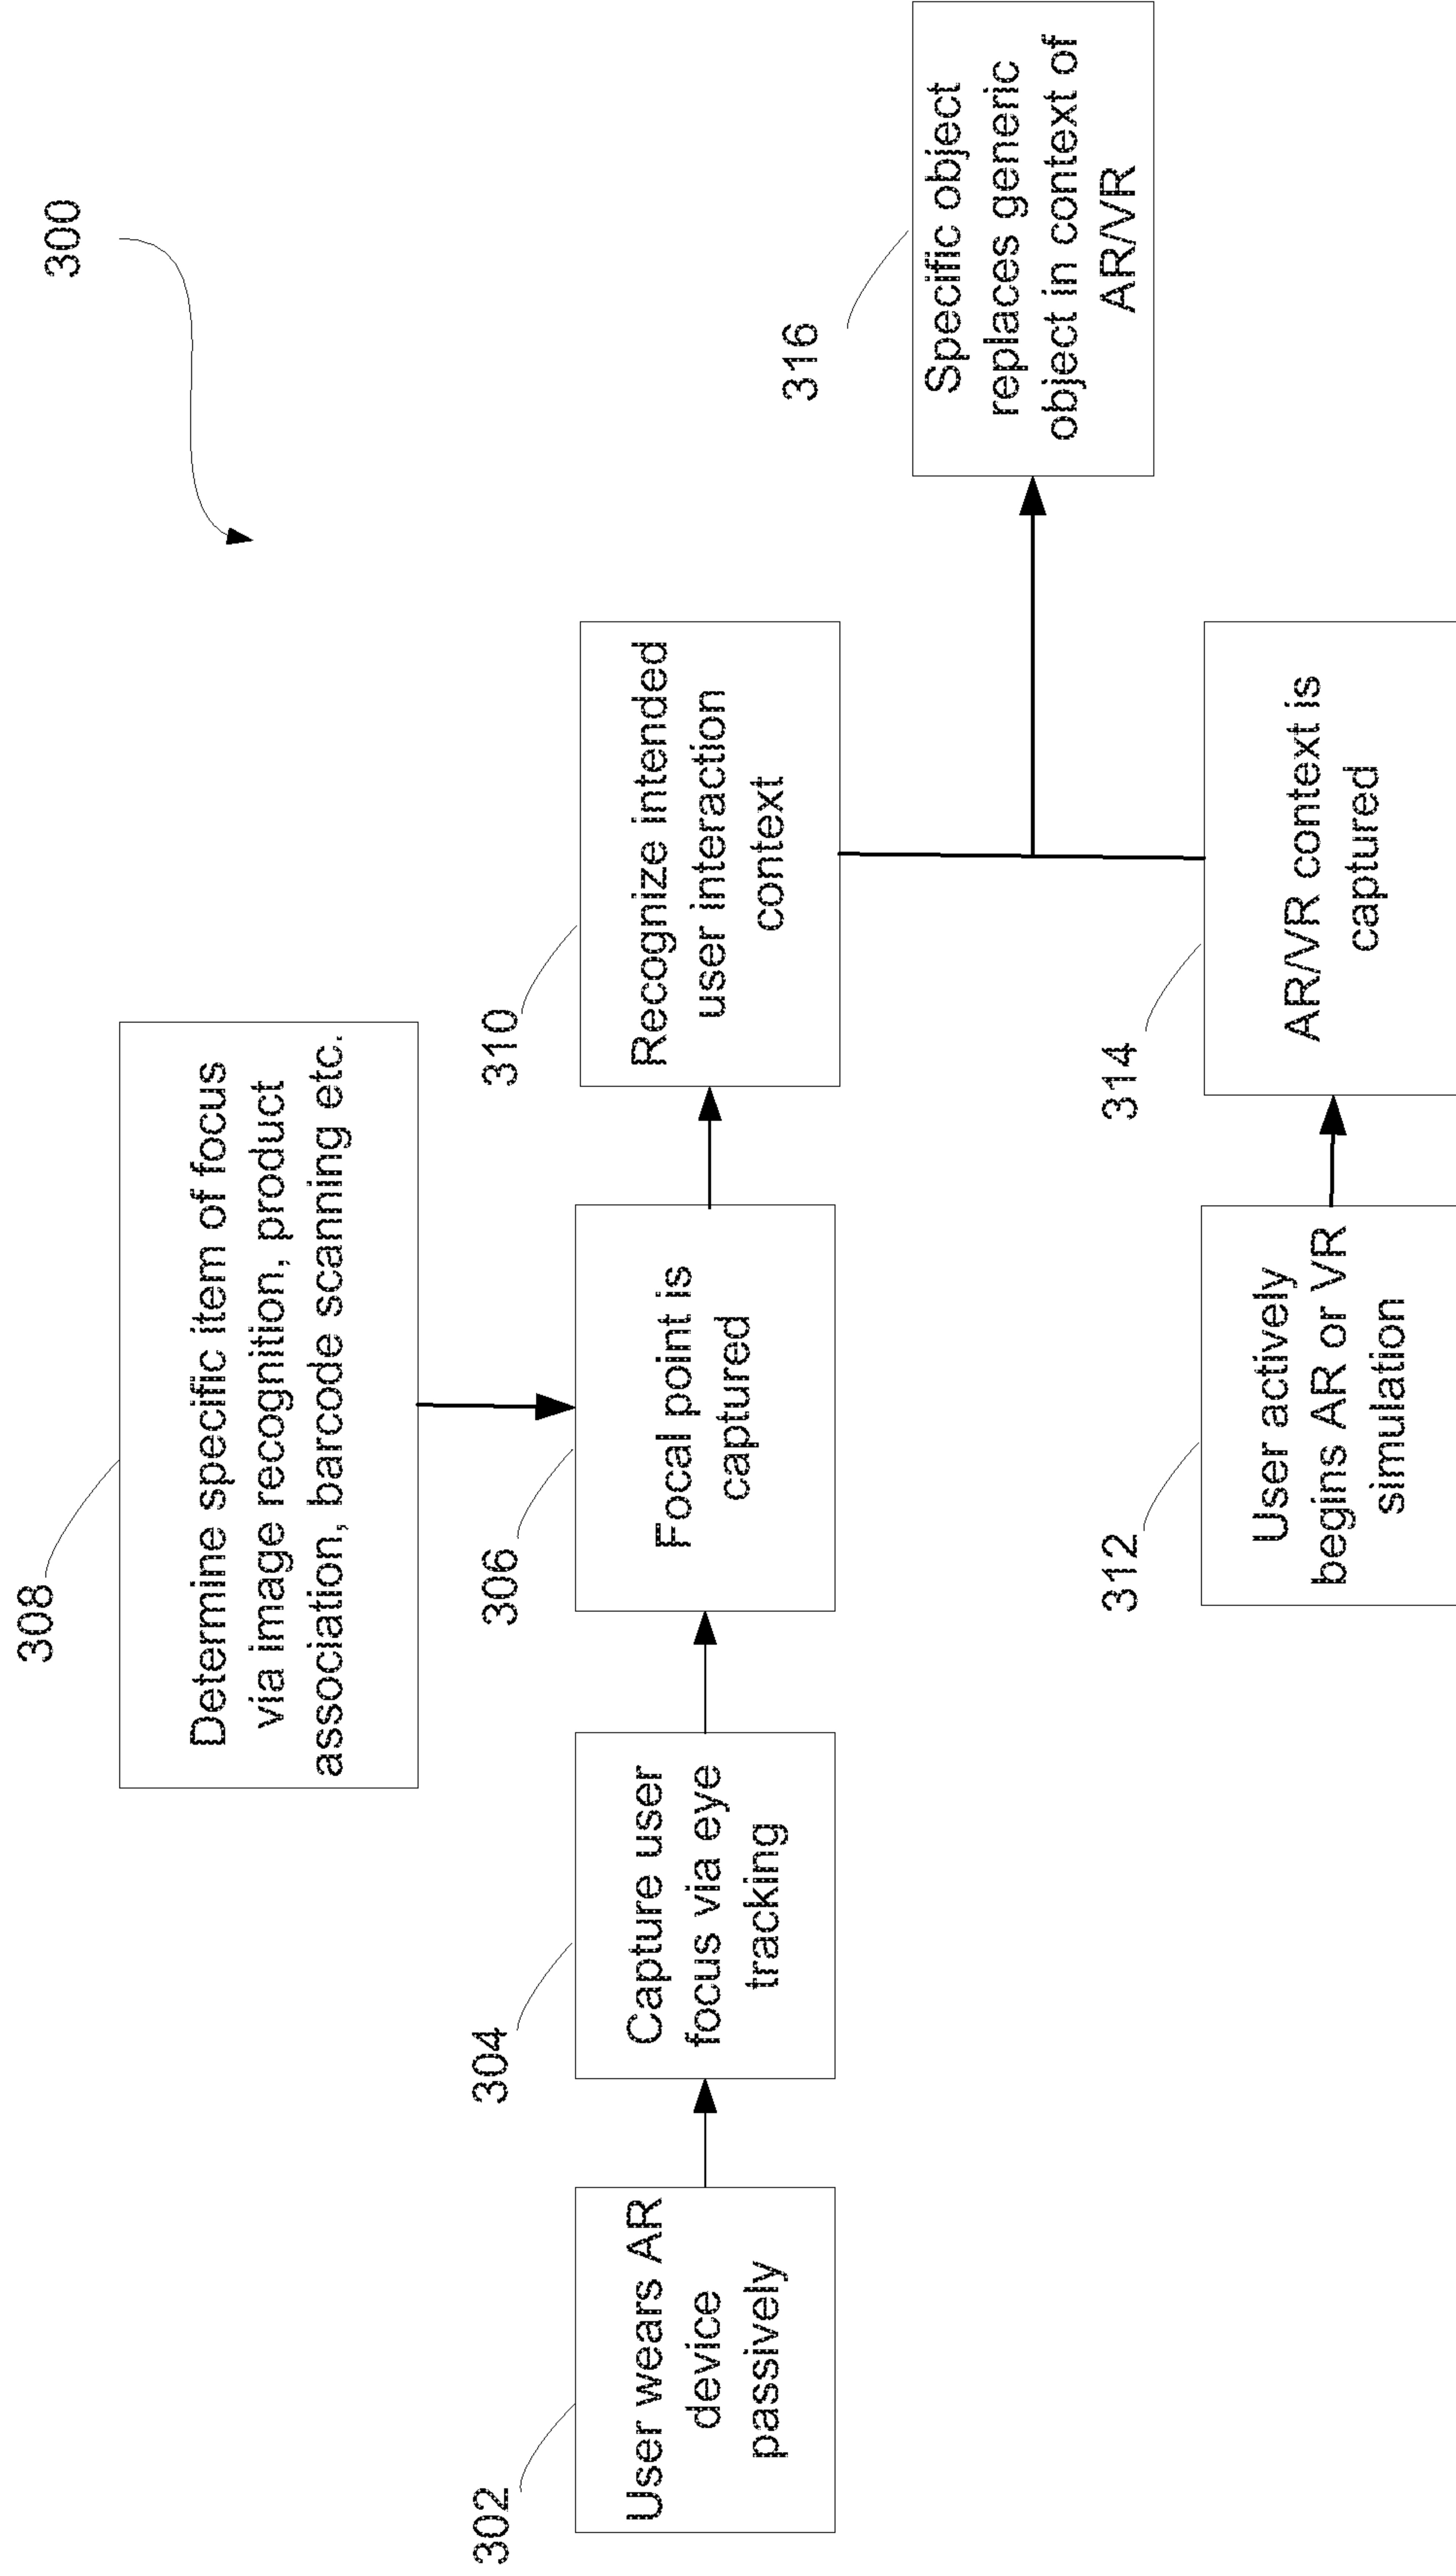 300
308
Determine specific item of focus
via image recognition, product
association, barcode scanning etc.
302
User wears AR
device
passively
304
Capture user
focus via eye
tracking
306
Focal point is
captured
310
Recognize intended
user interaction
context
316
Specific object
replaces generic
object in context of
AR/VR
312
User actively
begins AR or VR
simulation
314
AR/VR context is
captured